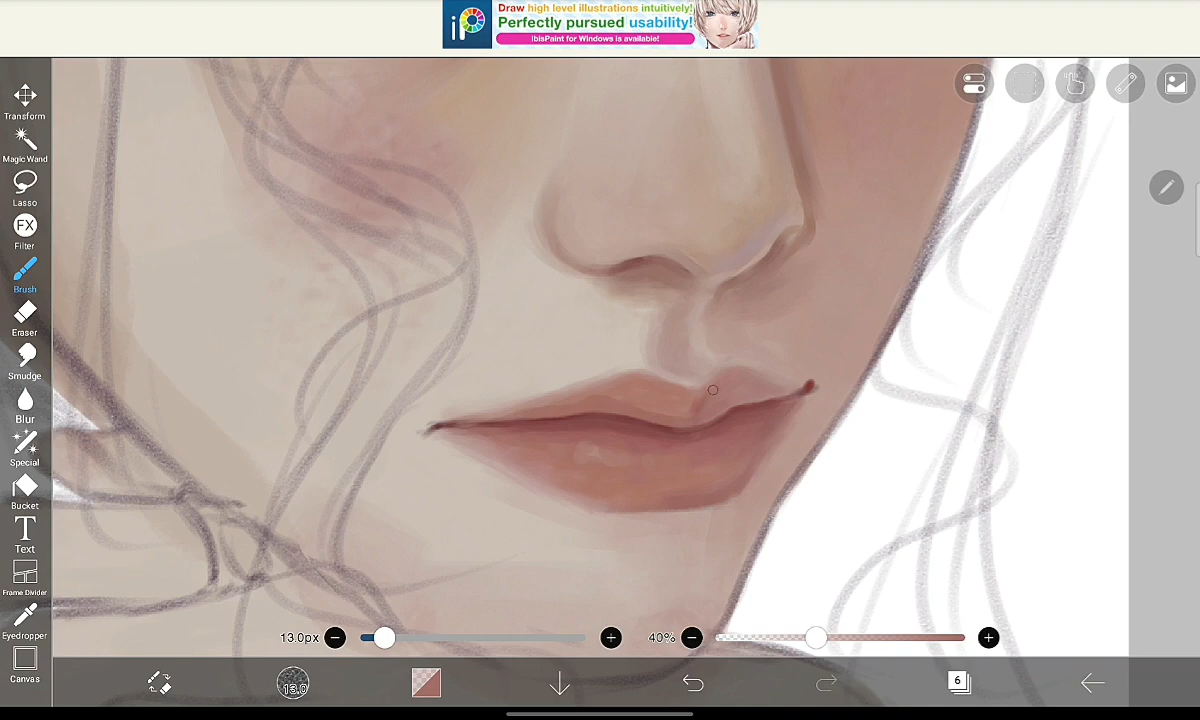 iP
Draw high level illustrations intuitively!
Perfectly pursued usability!
IbisPaint for Windows is available!
Transform
Magic Wand
Lasso
FX
Filter
Brush
Eraser
Smudge
Blur
Special
Bucket
T
Text
Frame Divider
Eyedropper
Canvas
13.0px
40%
13.0
6